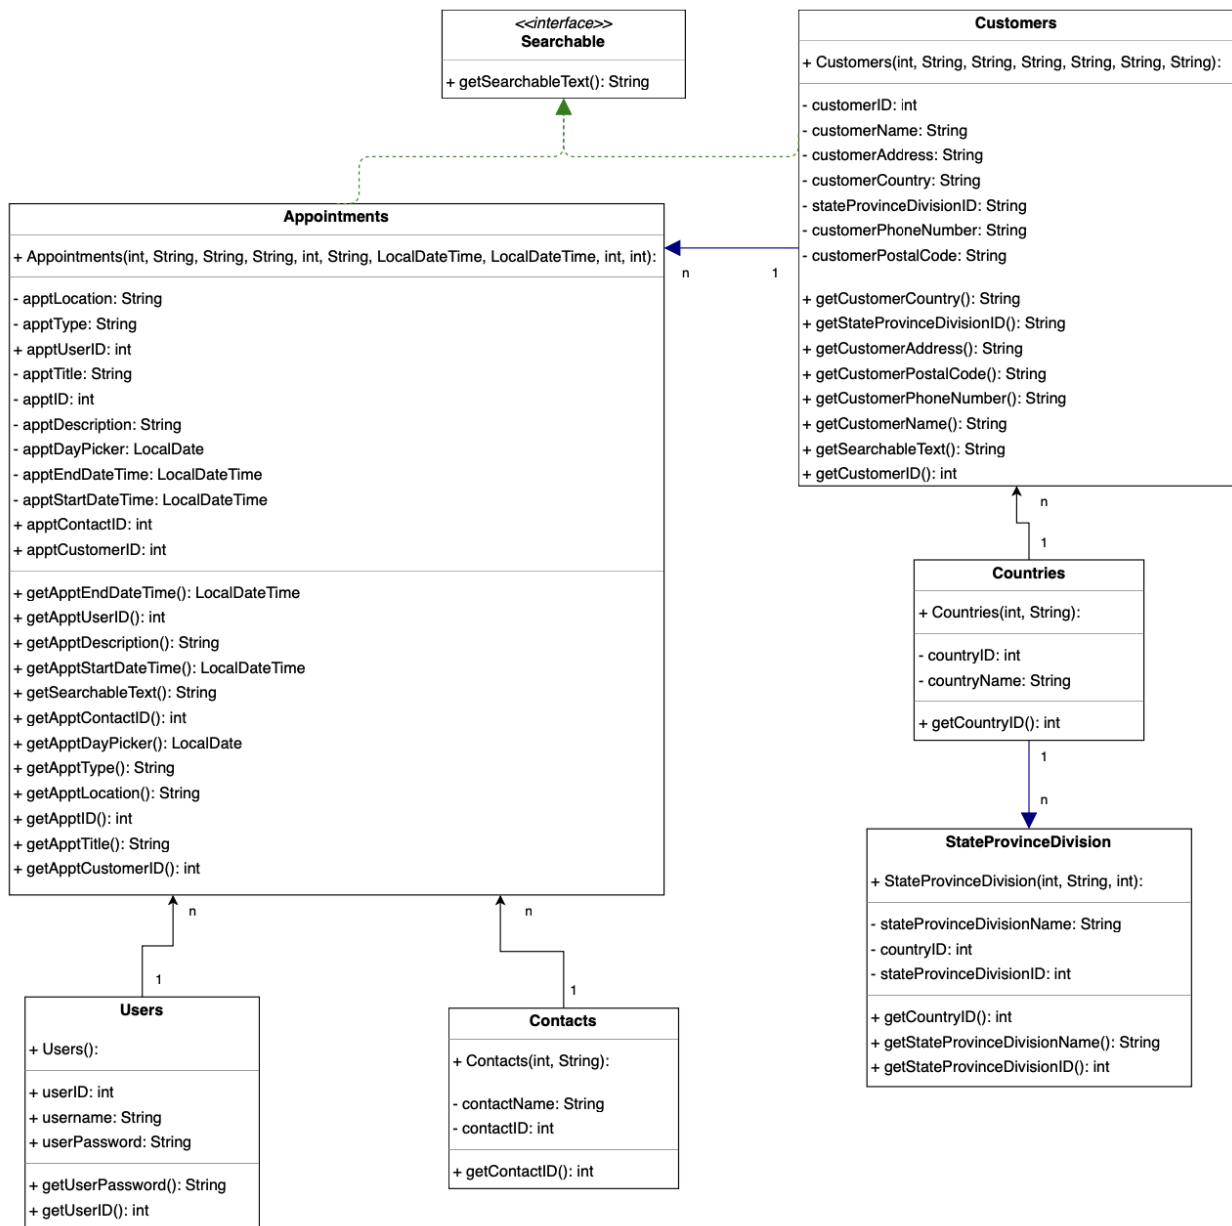 <<interface>>
Searchable
+ getSearchableText(): String
Customers
+ Customers(int, String, String, String, String, String, String):
- customerID: int
- customerName: String
- customerAddress: String
- customerCountry: String
- stateProvinceDivisionID: String
- customerPhoneNumber: String
- customerPostalCode: String
+ getCustomerCountry(): String
+ getStateProvinceDivisionID(): String
+ getCustomerAddress(): String
+ getCustomerPostalCode(): String
+ getCustomerPhoneNumber(): String
+ getCustomerName(): String
+ getSearchableText(): String
+ getCustomerID(): int
n
1
Appointments
+ Appointments(int, String, String, String, int, String, LocalDateTime, LocalDateTime, int, int):
- apptLocation: String
- apptType: String
+ apptUserID: int
- apptTitle: String
- apptID: int
- apptDescription: String
- apptDayPicker: LocalDate
- apptEndDateTime: LocalDateTime
- apptStartDateTime: LocalDateTime
+ apptContactID: int
+ apptCustomerID: int
+ getApptEndDateTime(): LocalDateTime
+ getApptUserID(): int
+ getApptDescription(): String
+ getApptStartDateTime(): LocalDateTime
+ getSearchableText(): String
+ getApptContactID(): int
+ getApptDayPicker(): LocalDate
+ getApptType(): String
+ getApptLocation(): String
+ getApptID(): int
+ getApptTitle(): String
+ getApptCustomerID(): int
n
1
Countries
+ Countries(int, String):
- countryID: int
- countryName: String
+ getCountryID(): int
1
n
StateProvinceDivision
+ StateProvinceDivision(int, String, int):
- stateProvinceDivisionName: String
- countryID: int
- stateProvinceDivisionID: int
+ getCountryID(): int
+ getStateProvinceDivisionName(): String
+ getStateProvinceDivisionID(): int
n
1
Users
+ Users():
+ userID: int
+ username: String
+ userPassword: String
+ getUserPassword(): String
+ getUserID(): int
n
1
Contacts
+ Contacts(int, String):
- contactName: String
- contactID: int
+ getContactID(): int